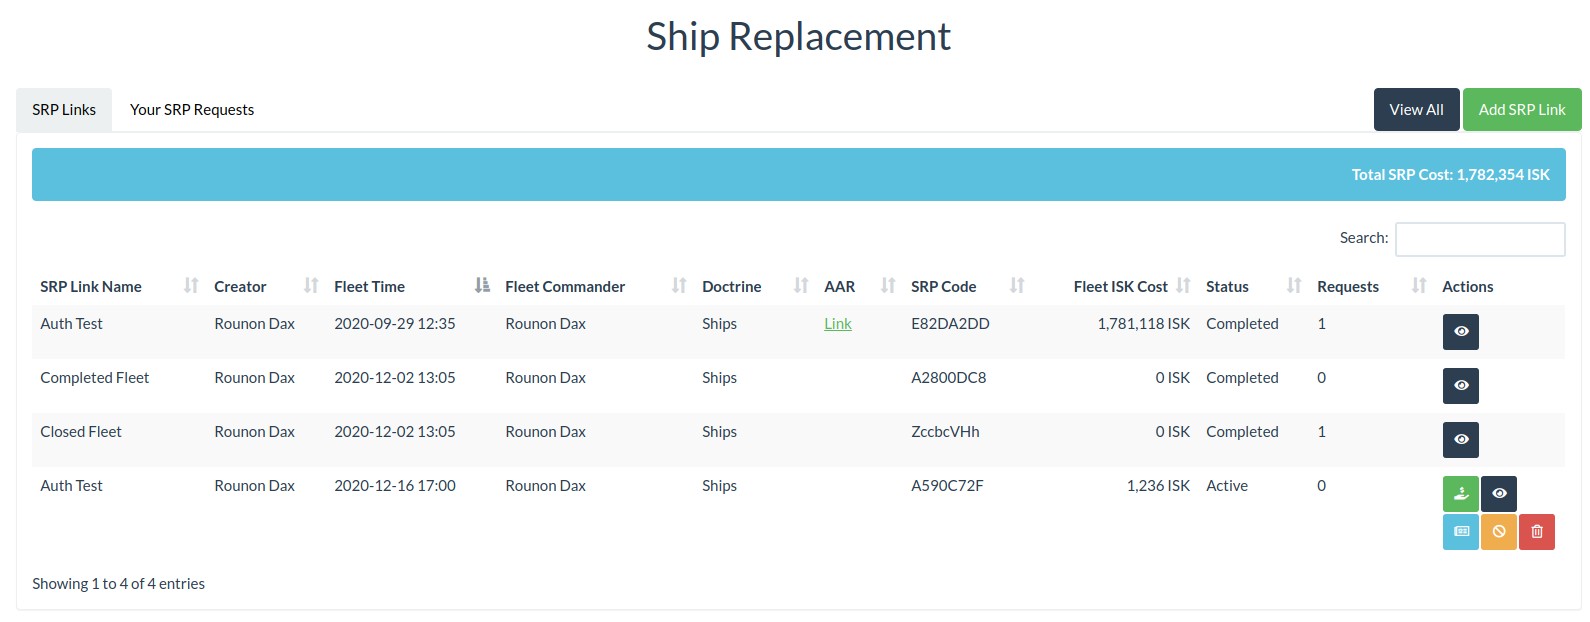 Ship Replacement
SRP Links Your SRP Requests View All Add SRP Link
Total SRP Cost: 1,782,354 ISK
Search:
SRP Link Name Creator Fleet Time Fleet Commander Doctrine AAR SRP Code Fleet ISK Cost Status Requests Actions
Auth Test Rounon Dax 2020-09-29 12:35 Rounon Dax Ships Link E82DA2DD 1,781,118 ISK Completed 1
Completed Fleet Rounon Dax 2020-12-02 13:05 Rounon Dax Ships A2800DC8 0 ISK Completed 0
Closed Fleet Rounon Dax 2020-12-02 13:05 Rounon Dax Ships ZccbcVHh 0 ISK Completed 1
Auth Test Rounon Dax 2020-12-16 17:00 Rounon Dax Ships A590C72F 1,236 ISK Active 0
Showing 1 to 4 of 4 entries